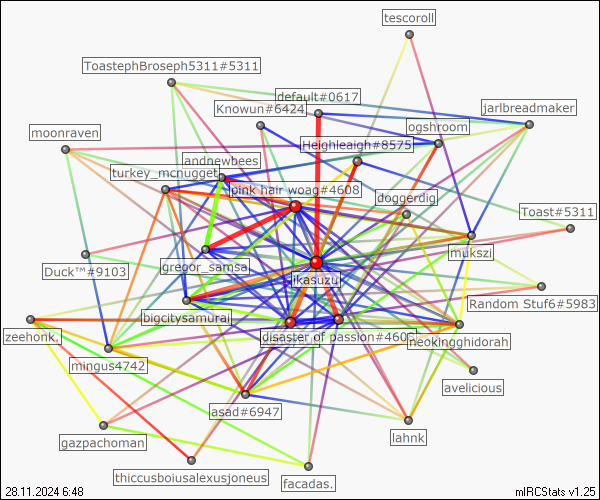 tescoroll
ToastephBroseph5311#5311
default#0617
Knowun#6424
jarlbreadmaker
ogshroom
moonraven
Heighleaigh#8575
andnewbees
turkey_mcnugget
pink hair woag#4608
doggerdig
Toast#5311
mukszi
gregor_samsa
Duck™#9103
ikasuzu
Random Stuf6#5983
bigcitysamurai
zeehonk.
disaster of passion#460
neokingghidorah
mingus4742
avelicious
asad#6947
lahnk
gazpachoman
thiccusboiusalexusjoneus
facadas.
28.11.2024 6:48
mIRCStats v1.25